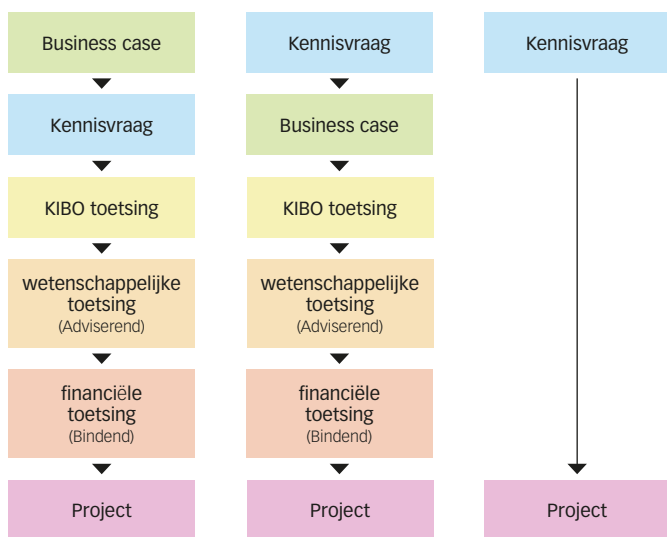 Business case
Kennisvraag
KIBO toetsing
wetenschappelijke
toetsing
(Adviserend)
financiële
toetsing
(Bindend)
Project
Kennisvraag
Business case
KIBO toetsing
wetenschappelijke
toetsing
(Adviserend)
financiële
toetsing
(Bindend)
Project
Kennisvraag
Project